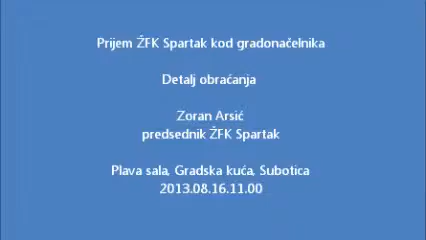 Prijem ŽFK Spartak kod gradonačelnika
Detalj obraćanja
Zoran Arsić
predsednik ŽFK Spartak
Plava sala, Gradska kuća, Subotica
2013.08.16.11.00